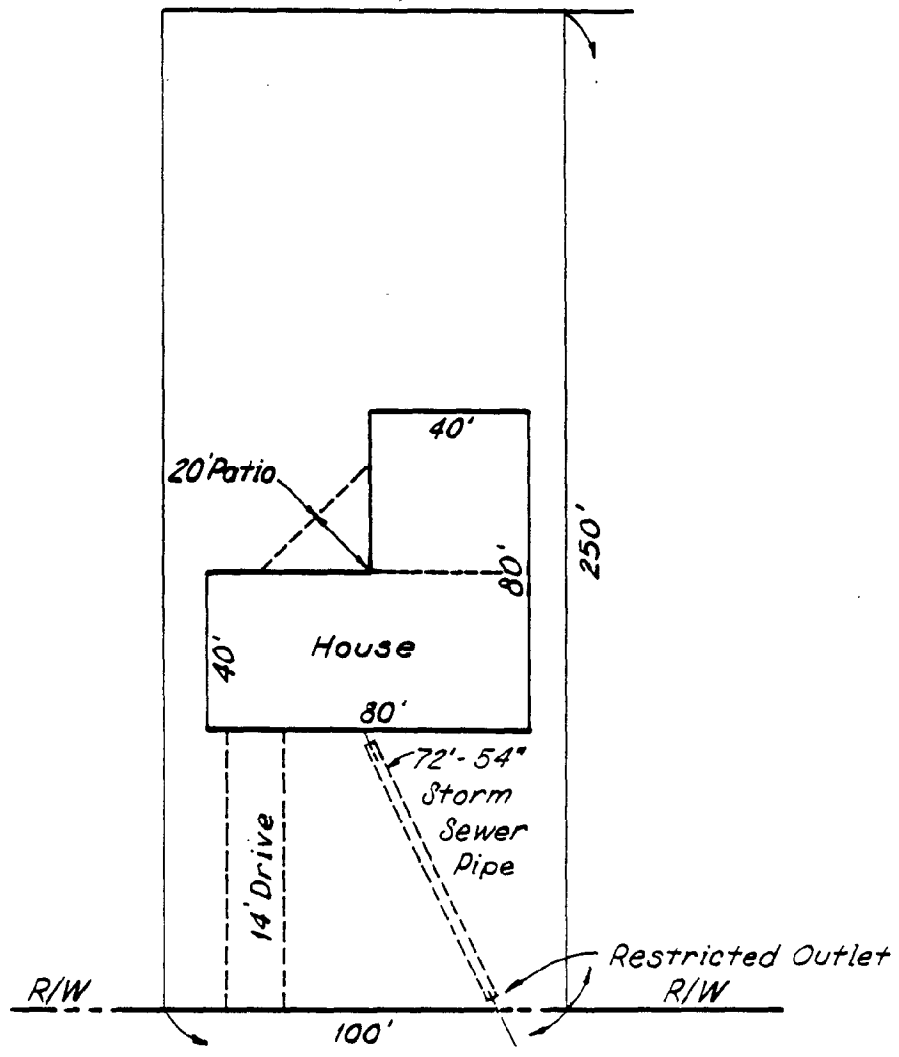 40'
20' Patio
250'
80'
40'
House
80'
72'-54"
Storm
Sewer
Pipe
14' Drive
Restricted Outlet
R/W
R/W
100'